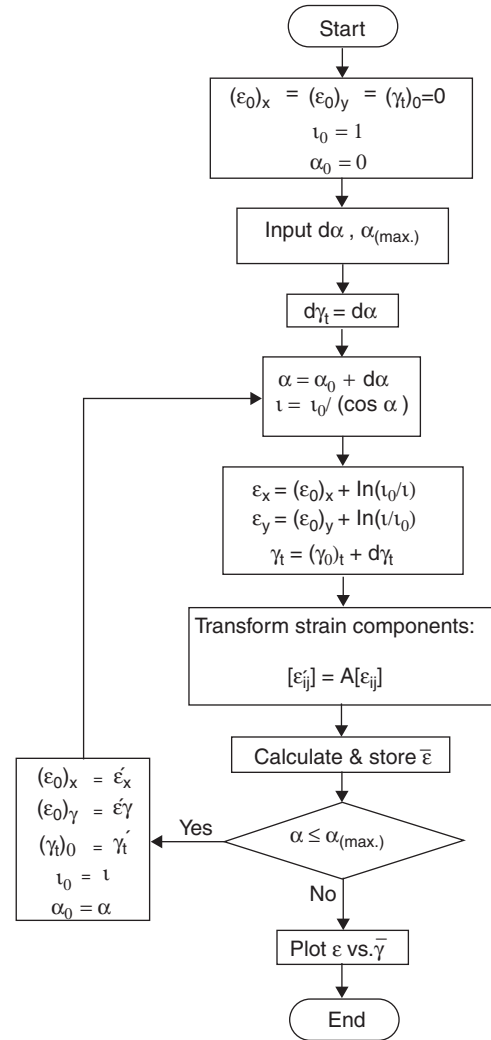 Start
(ε₀)ₓ = (ε₀)ᵧ = (γₜ)₀=0
ι₀ = 1
α₀ = 0
Input dα , α₍max.₎
dγₜ = dα
α = α₀ + dα
ι = ι₀/ (cos α )
εₓ = (ε₀)ₓ + ln(ι₀/ι)
εᵧ = (ε₀)ᵧ + ln(ι/ι₀)
γₜ = (γ₀)ₜ + dγₜ
Transform strain components:
[ε′ij] = A[εij]
Calculate & store ε̅
α ≤ α₍max.₎
Yes
(ε₀)ₓ = ε′ₓ
(ε₀)γ = ε′γ
(γₜ)₀ = γₜ′
ι₀ = ι
α₀ = α
No
Plot ε vs.γ̅
End